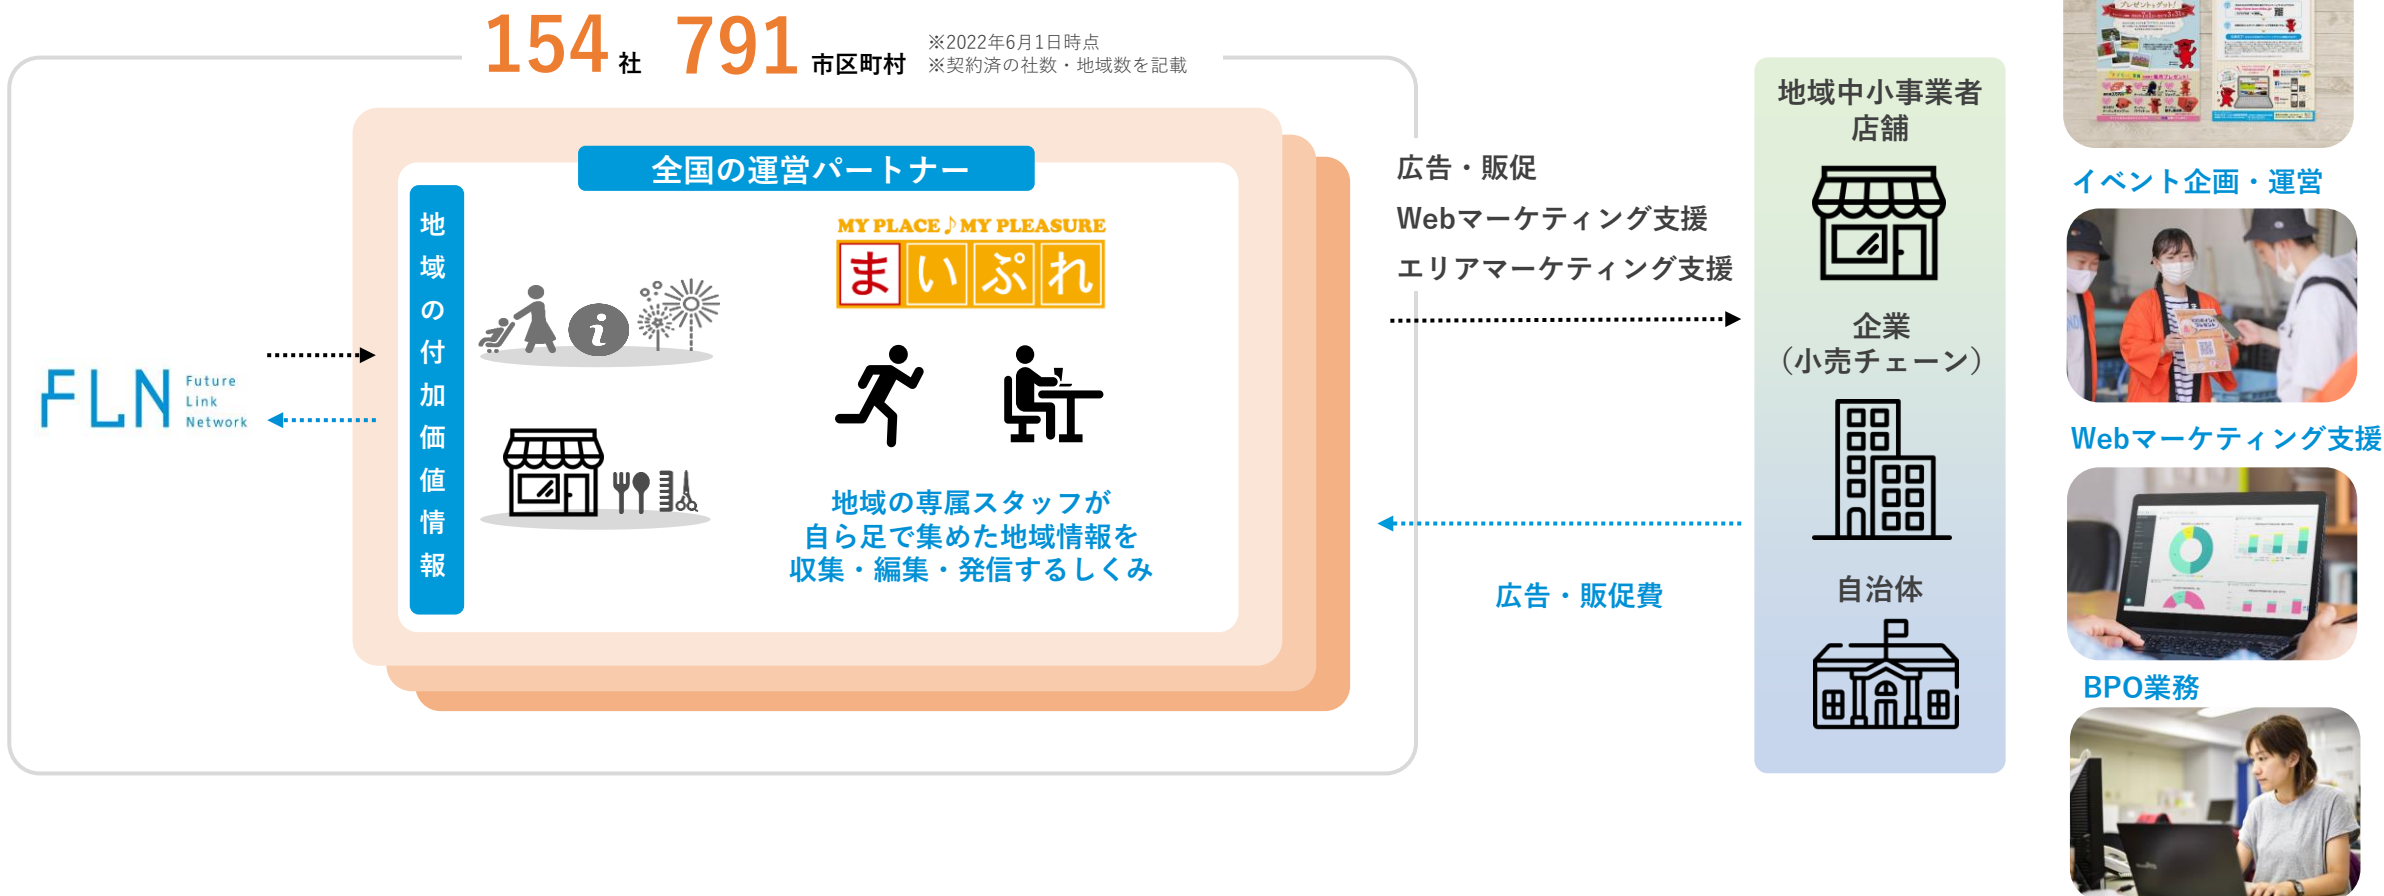 154社 791市区町村
※2022年6月1日時点
※契約済の社数・地域数を記載
FLN
Future
Link
Network
全国の運営パートナー
地域の付加価値情報
MY PLACE♪MY PLEASURE
まいぷれ
地域の専属スタッフが
自ら足で集めた地域情報を
収集・編集・発信するしくみ
広告・販促
Webマーケティング支援
エリアマーケティング支援
広告・販促費
地域中小事業者
店舗
企業
（小売チェーン）
自治体
イベント企画・運営
Webマーケティング支援
BPO業務